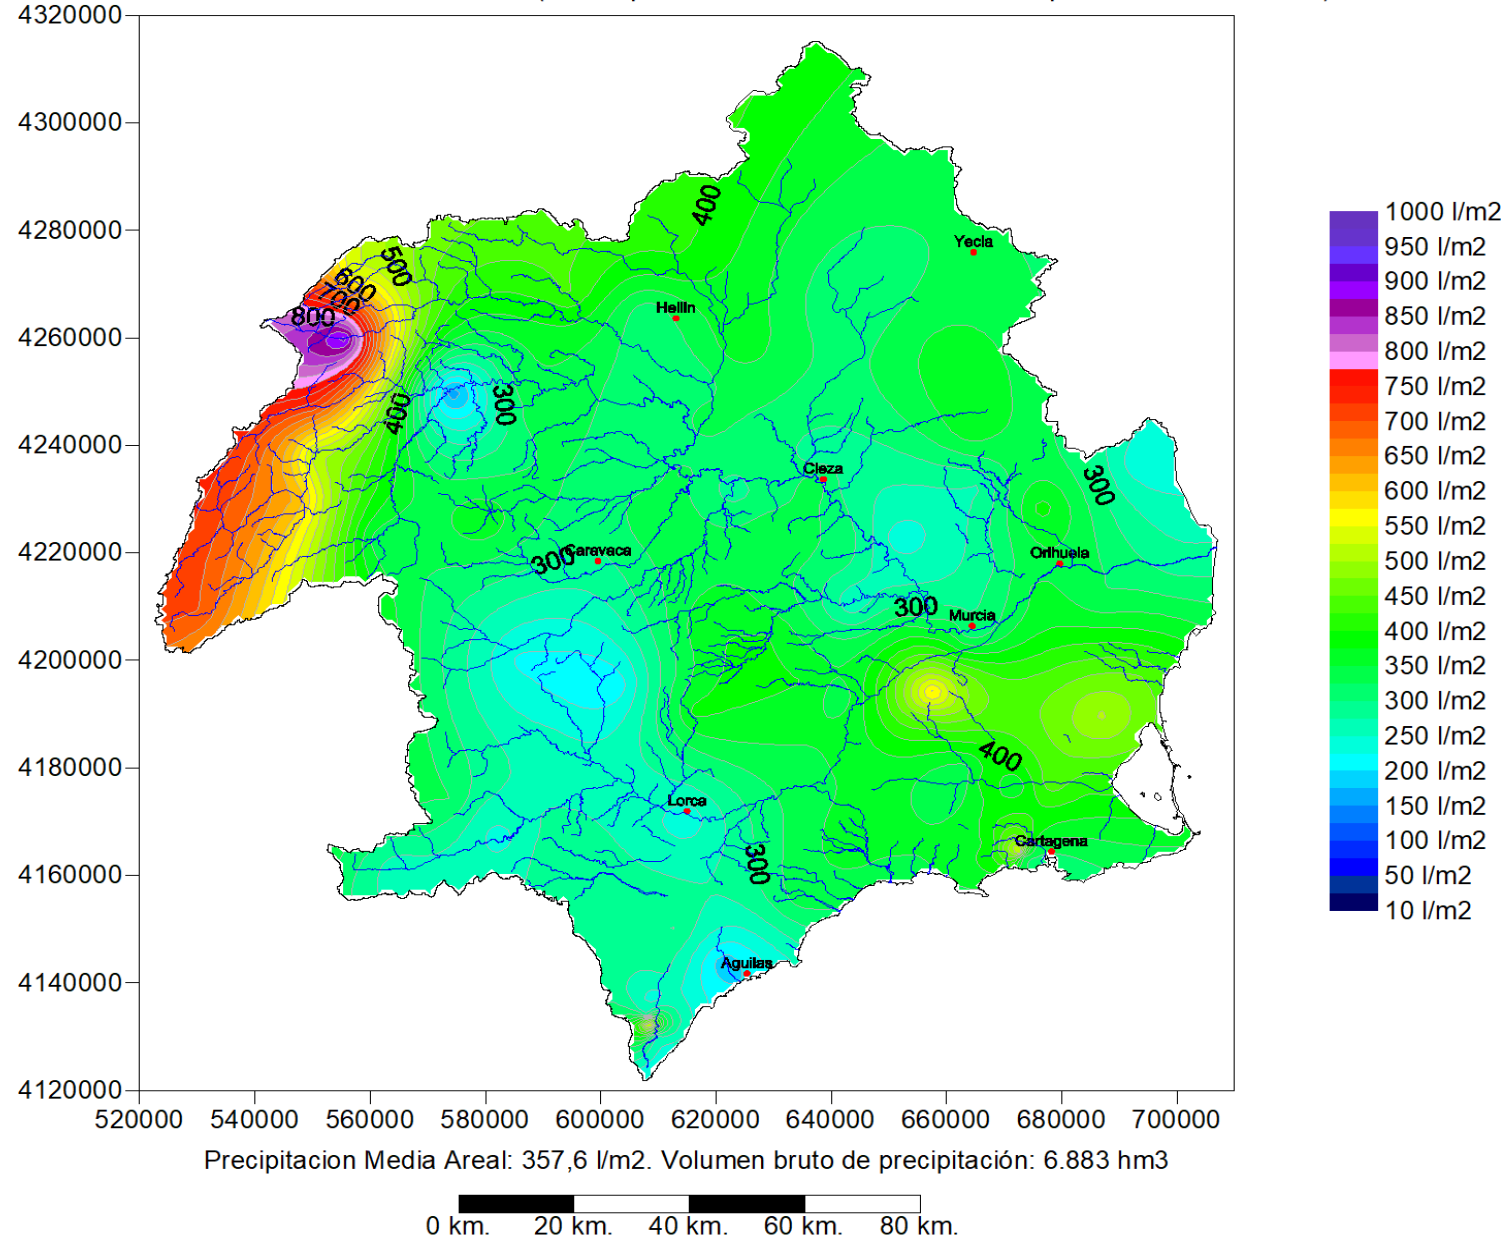 4320000
4300000
4280000
4260000
4240000
4220000
4200000
4180000
4160000
4140000
4120000
520000 540000 560000 580000 600000 620000 640000 660000 680000 700000
400
500
600
700
800
Yecla
Hellin
400
300
Cieza
300
300
Caravaca
Orihuela
300
Murcia
400
Lorca
300
Cartagena
Aguilas
1000 l/m2
950 l/m2
900 l/m2
850 l/m2
800 l/m2
750 l/m2
700 l/m2
650 l/m2
600 l/m2
550 l/m2
500 l/m2
450 l/m2
400 l/m2
350 l/m2
300 l/m2
250 l/m2
200 l/m2
150 l/m2
100 l/m2
50 l/m2
10 l/m2
Precipitacion Media Areal: 357,6 l/m2. Volumen bruto de precipitación: 6.883 hm3
0 km. 20 km. 40 km. 60 km. 80 km.